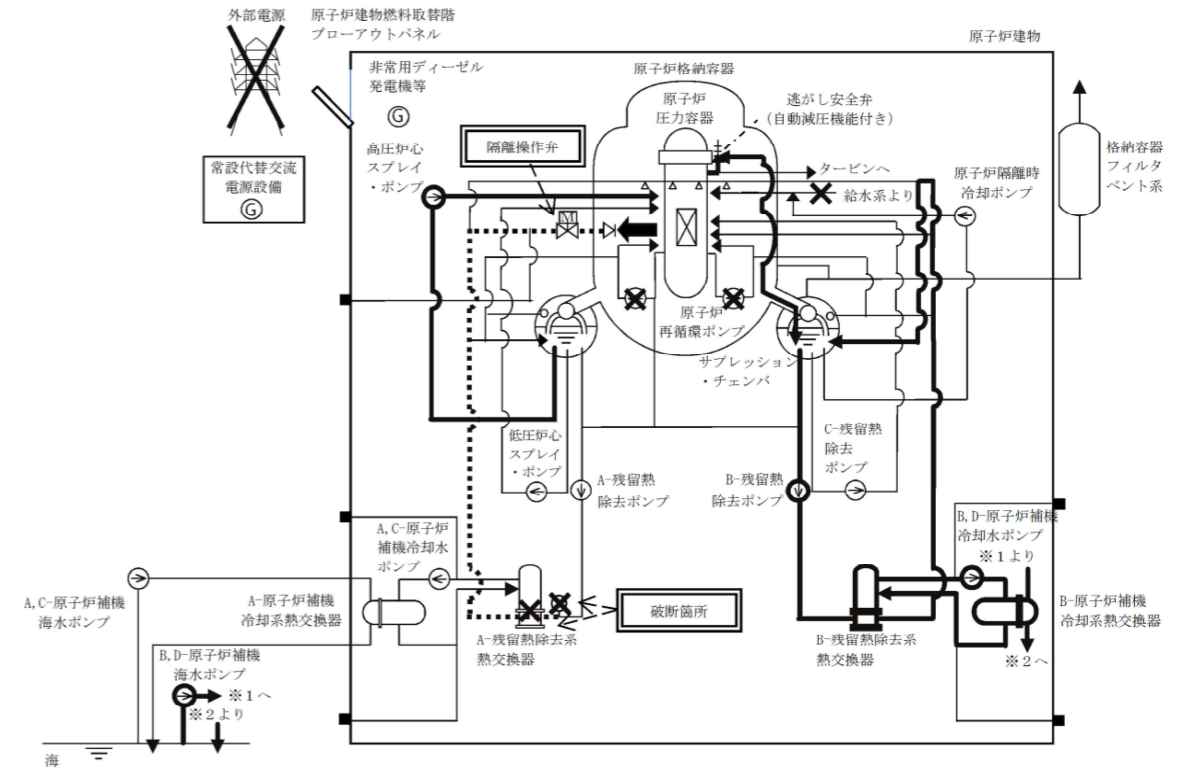 外部電源
原子炉建物燃料取替階
ブローアウトパネル
原子炉建物
非常用ディーゼル
発電機等
G
原子炉格納容器
原子炉
圧力容器
逃がし安全弁
(自動減圧機能付き)
隔離操作弁
高圧炉心
スプレイ
・ポンプ
常設代替交流
電源設備
G
タービンへ
給水系より
原子炉隔離時
冷却ポンプ
格納容器
フィルタ
ベント系
M
原子炉
再循環ポンプ
サプレッション
・チェンバ
低圧炉心
スプレイ
・ポンプ
A-残留熱
除去ポンプ
B-残留熱
除去ポンプ
C-残留熱
除去
ポンプ
A,C-原子炉
補機冷却水
ポンプ
B,D-原子炉補機
冷却水ポンプ
※1より
A,C-原子炉補機
海水ポンプ
A-原子炉補機
冷却系熱交換器
破断箇所
B-原子炉補機
冷却系熱交換器
A-残留熱除去系
熱交換器
B-残留熱除去系
熱交換器
※2へ
B,D-原子炉補機
海水ポンプ
※1へ
※2より
海